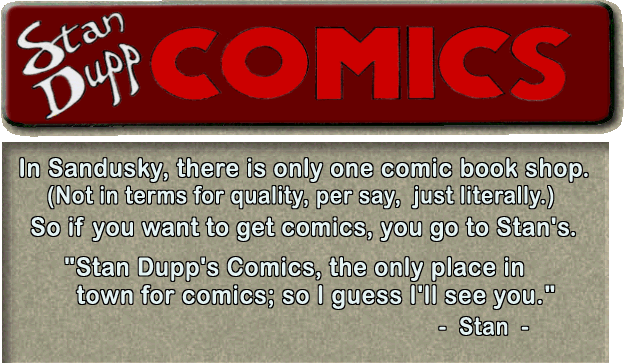 Stan Dupp COMICS
In Sandusky, there is only one comic book shop.
(Not in terms for quality, per say, just literally.)
So if you want to get comics, you go to Stan's.
"Stan Dupp's Comics, the only place in
town for comics; so I guess I'll see you."
- Stan -